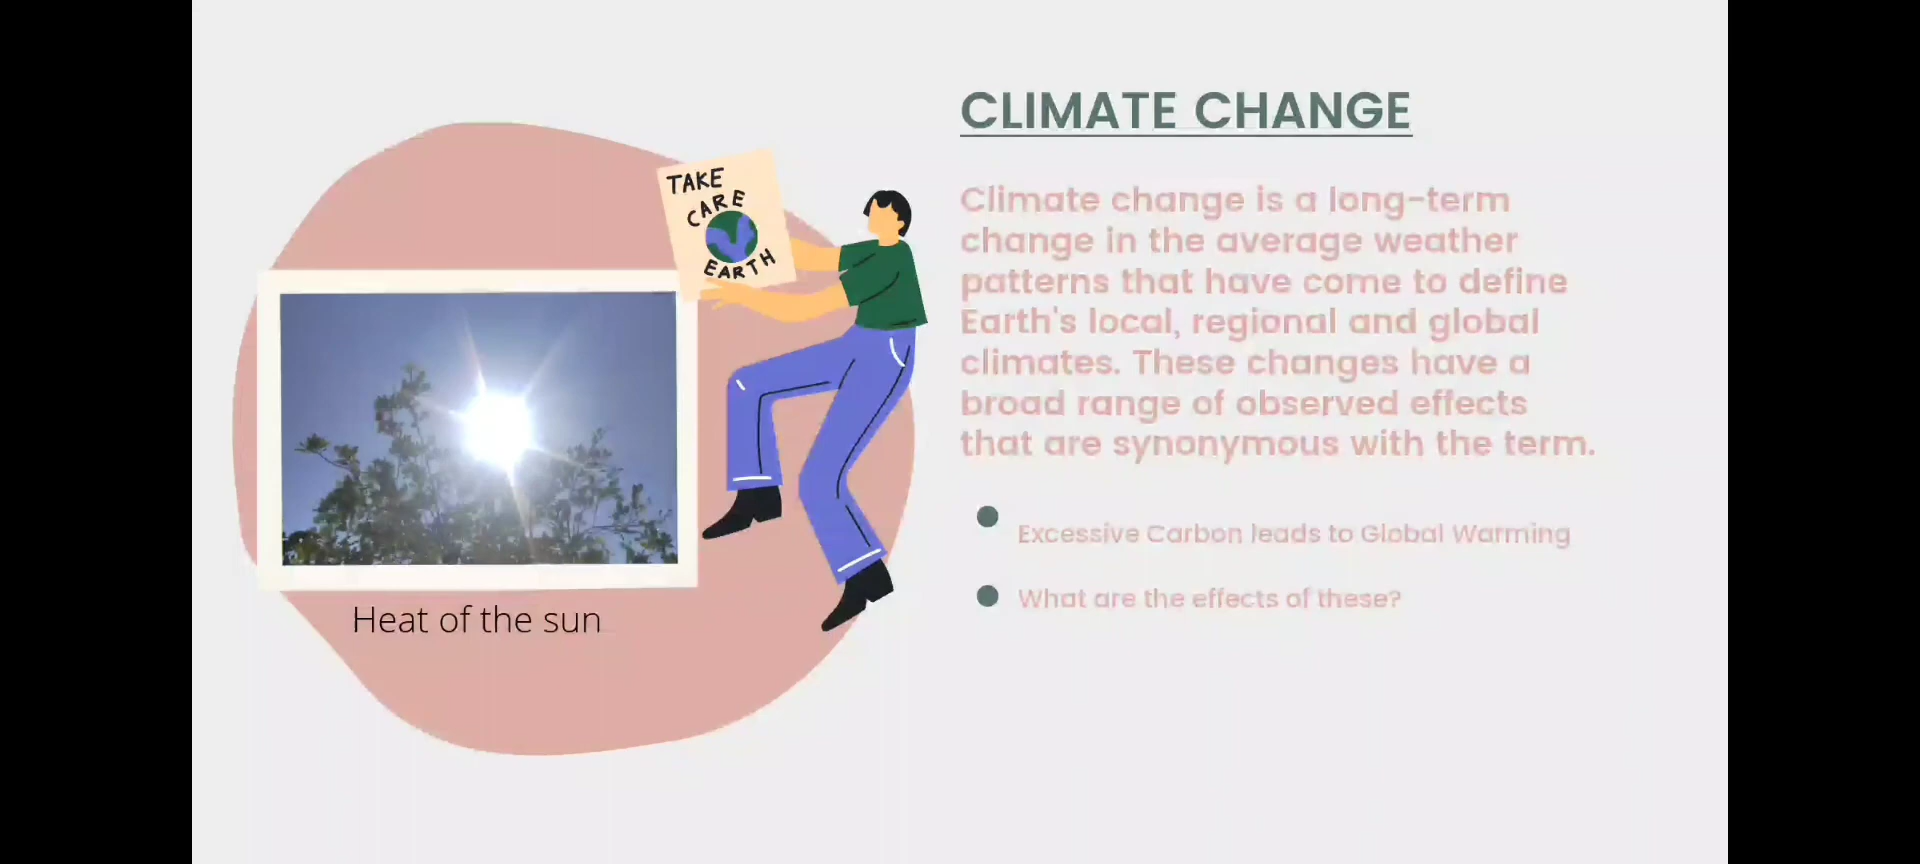 CLIMATE CHANGE
Climate change is a long-term
change in the average weather
patterns that have come to define
Earth's local, regional and global
climates. These changes have a
broad range of observed effects
that are synonymous with the term.
Excessive Carbon leads to Global Warming
What are the effects of these?
TAKE
CARE
EARTH
Heat of the sun